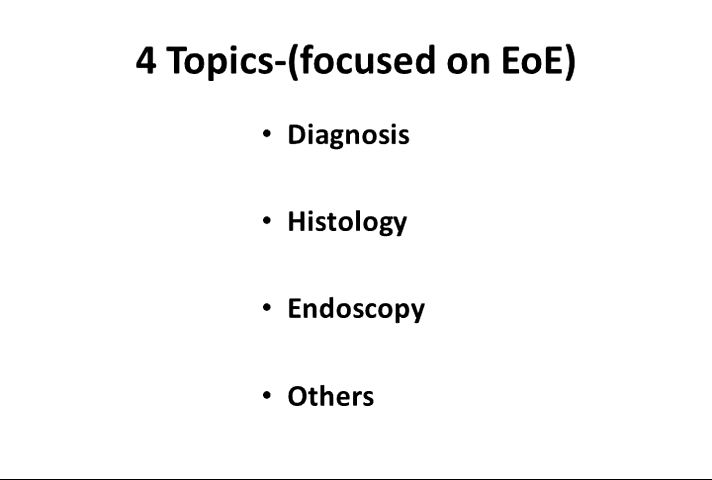 4 Topics-(focused on EoE)
• Diagnosis
• Histology
• Endoscopy
• Others